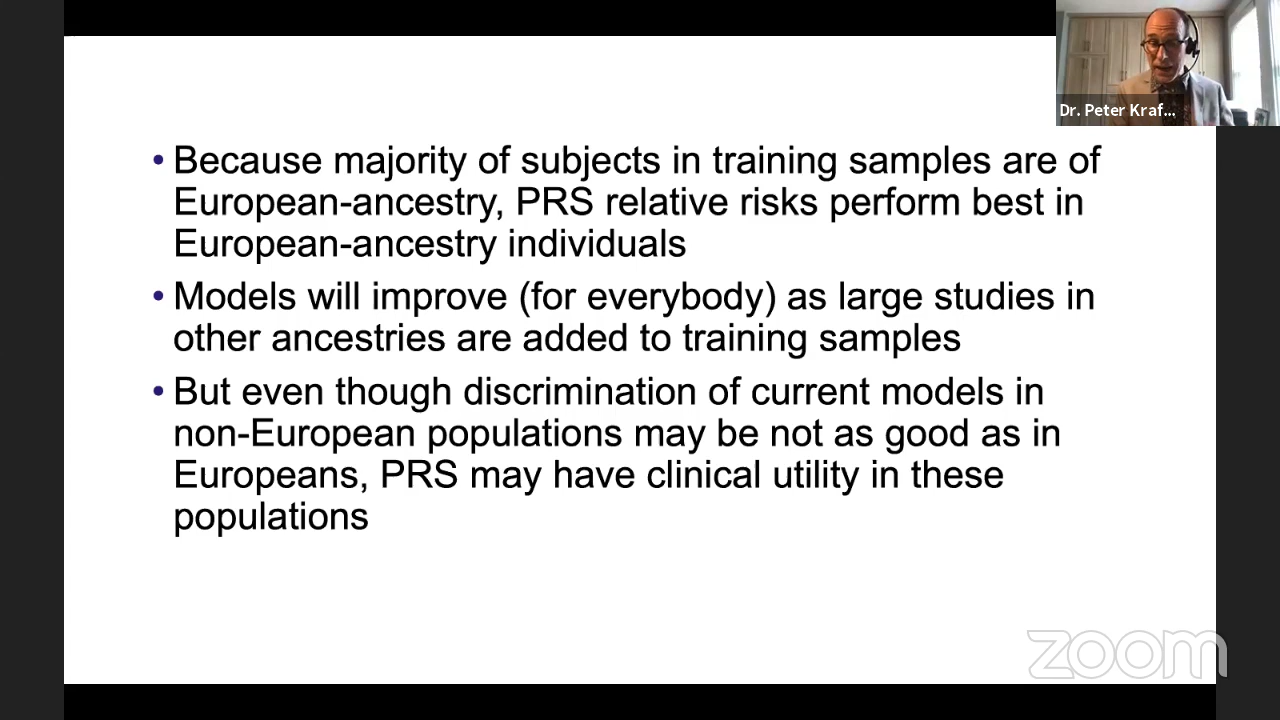 Dr. Peter Kraf...
• Because majority of subjects in training samples are of
European-ancestry, PRS relative risks perform best in
European-ancestry individuals
• Models will improve (for everybody) as large studies in
other ancestries are added to training samples
• But even though discrimination of current models in
non-European populations may be not as good as in
Europeans, PRS may have clinical utility in these
populations
zoom